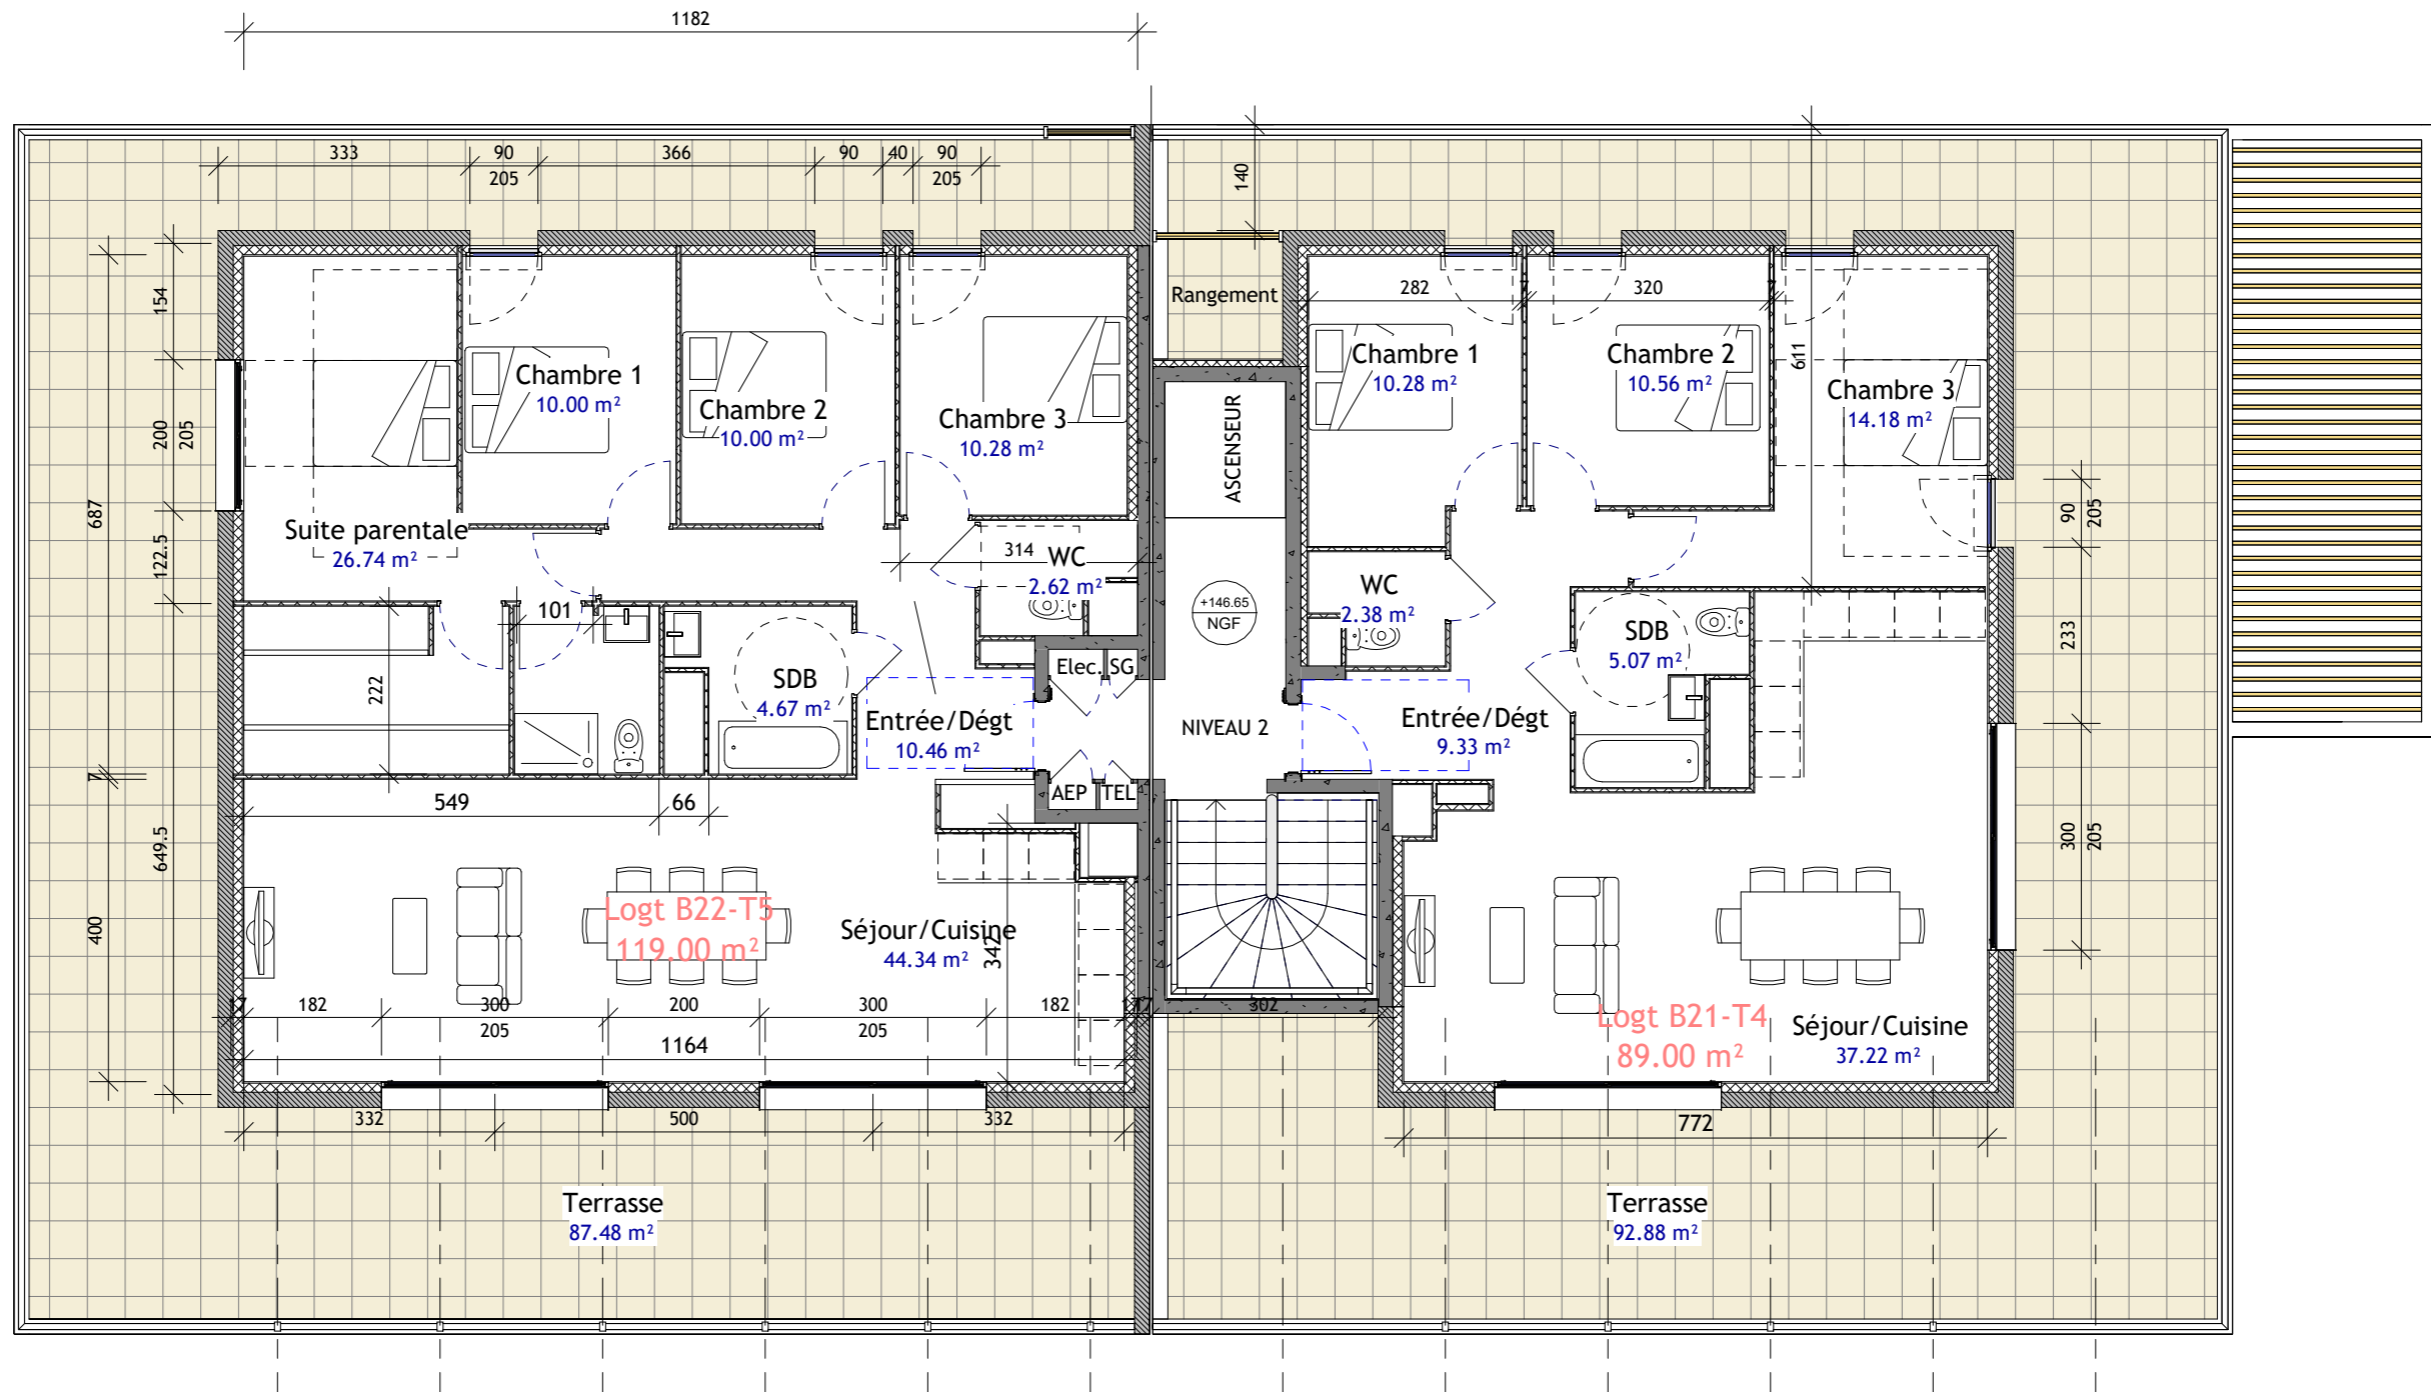 1182
333
90
205
366
90
40
90
205
140
154
200
205
122.5
687
7
649.5
400
Chambre 1
10.00 m²
Chambre 2
10.00 m²
Chambre 3
10.28 m²
Suite parentale
26.74 m²
314
WC
2.62 m²
101
222
SDB
4.67 m²
Entrée/Dégt
10.46 m²
Elec.
SG
AEP
TEL
549
66
Logt B22-T5
119.00 m²
Séjour/Cuisine
44.34 m²
342
17
182
300
205
200
300
205
182
17
302
1164
332
500
332
Terrasse
87.48 m²
Rangement
ASCENSEUR
+146.65
NGF
NIVEAU 2
282
7
320
7
611
Chambre 1
10.28 m²
Chambre 2
10.56 m²
Chambre 3
14.18 m²
WC
2.38 m²
SDB
5.07 m²
Entrée/Dégt
9.33 m²
90
205
233
300
205
Logt B21-T4
89.00 m²
Séjour/Cuisine
37.22 m²
772
Terrasse
92.88 m²